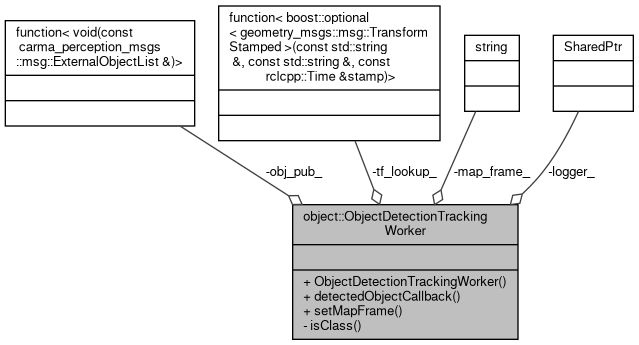 function< void(const
carma_perception_msgs
::msg::ExternalObjectList &)>
function< boost::optional
< geometry_msgs::msg::Transform
Stamped >(const std::string
&, const std::string &, const
rclcpp::Time &stamp)>
string
SharedPtr
-obj_pub_
-tf_lookup_
-map_frame_
-logger_
object::ObjectDetectionTracking
Worker
+ ObjectDetectionTrackingWorker()
+ detectedObjectCallback()
+ setMapFrame()
- isClass()